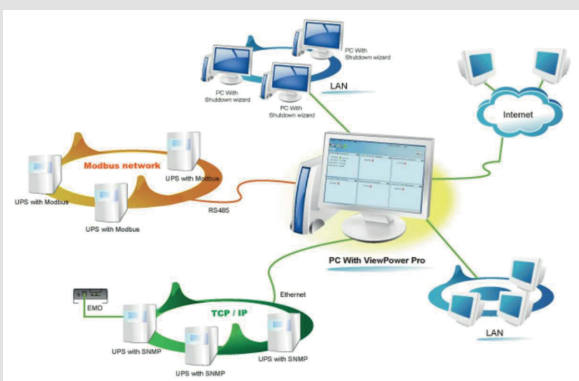 PC With
Shutdown wizard
PC With
Shutdown wizard
PC With
Shutdown wizard
LAN
Internet
Modbus network
UPS with Modbus
UPS with Modbus
UPS with Modbus
RS485
PC With ViewPower Pro
Ethernet
EMD
TCP / IP
UPS with SNMP
UPS with SNMP
UPS with SNMP
LAN